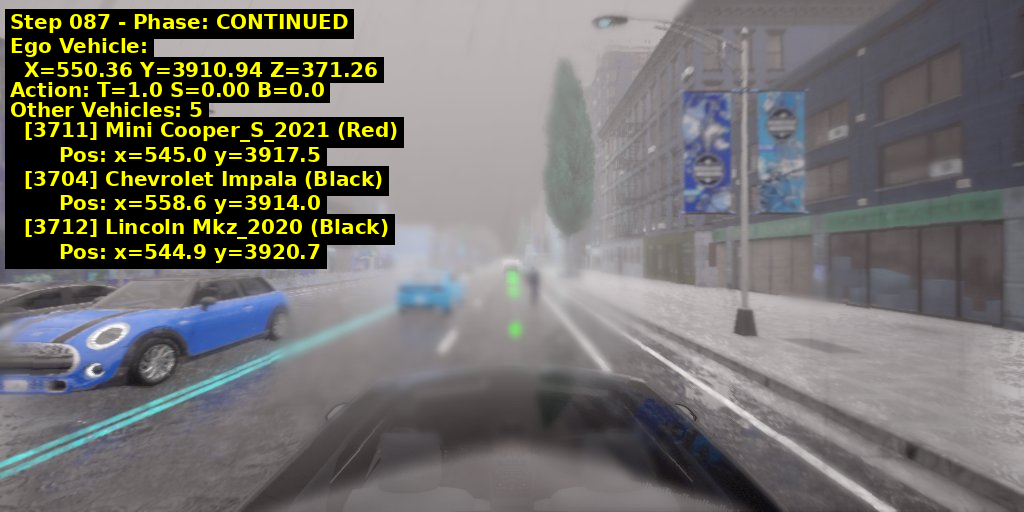 Step 087 - Phase: CONTINUED
Ego Vehicle:
X=550.36 Y=3910.94 Z=371.26
Action: T=1.0 S=0.00 B=0.0
Other Vehicles: 5
[3711] Mini Cooper_S_2021 (Red)
Pos: x=545.0 y=3917.5
[3704] Chevrolet Impala (Black)
Pos: x=558.6 y=3914.0
[3712] Lincoln Mkz_2020 (Black)
Pos: x=544.9 y=3920.7